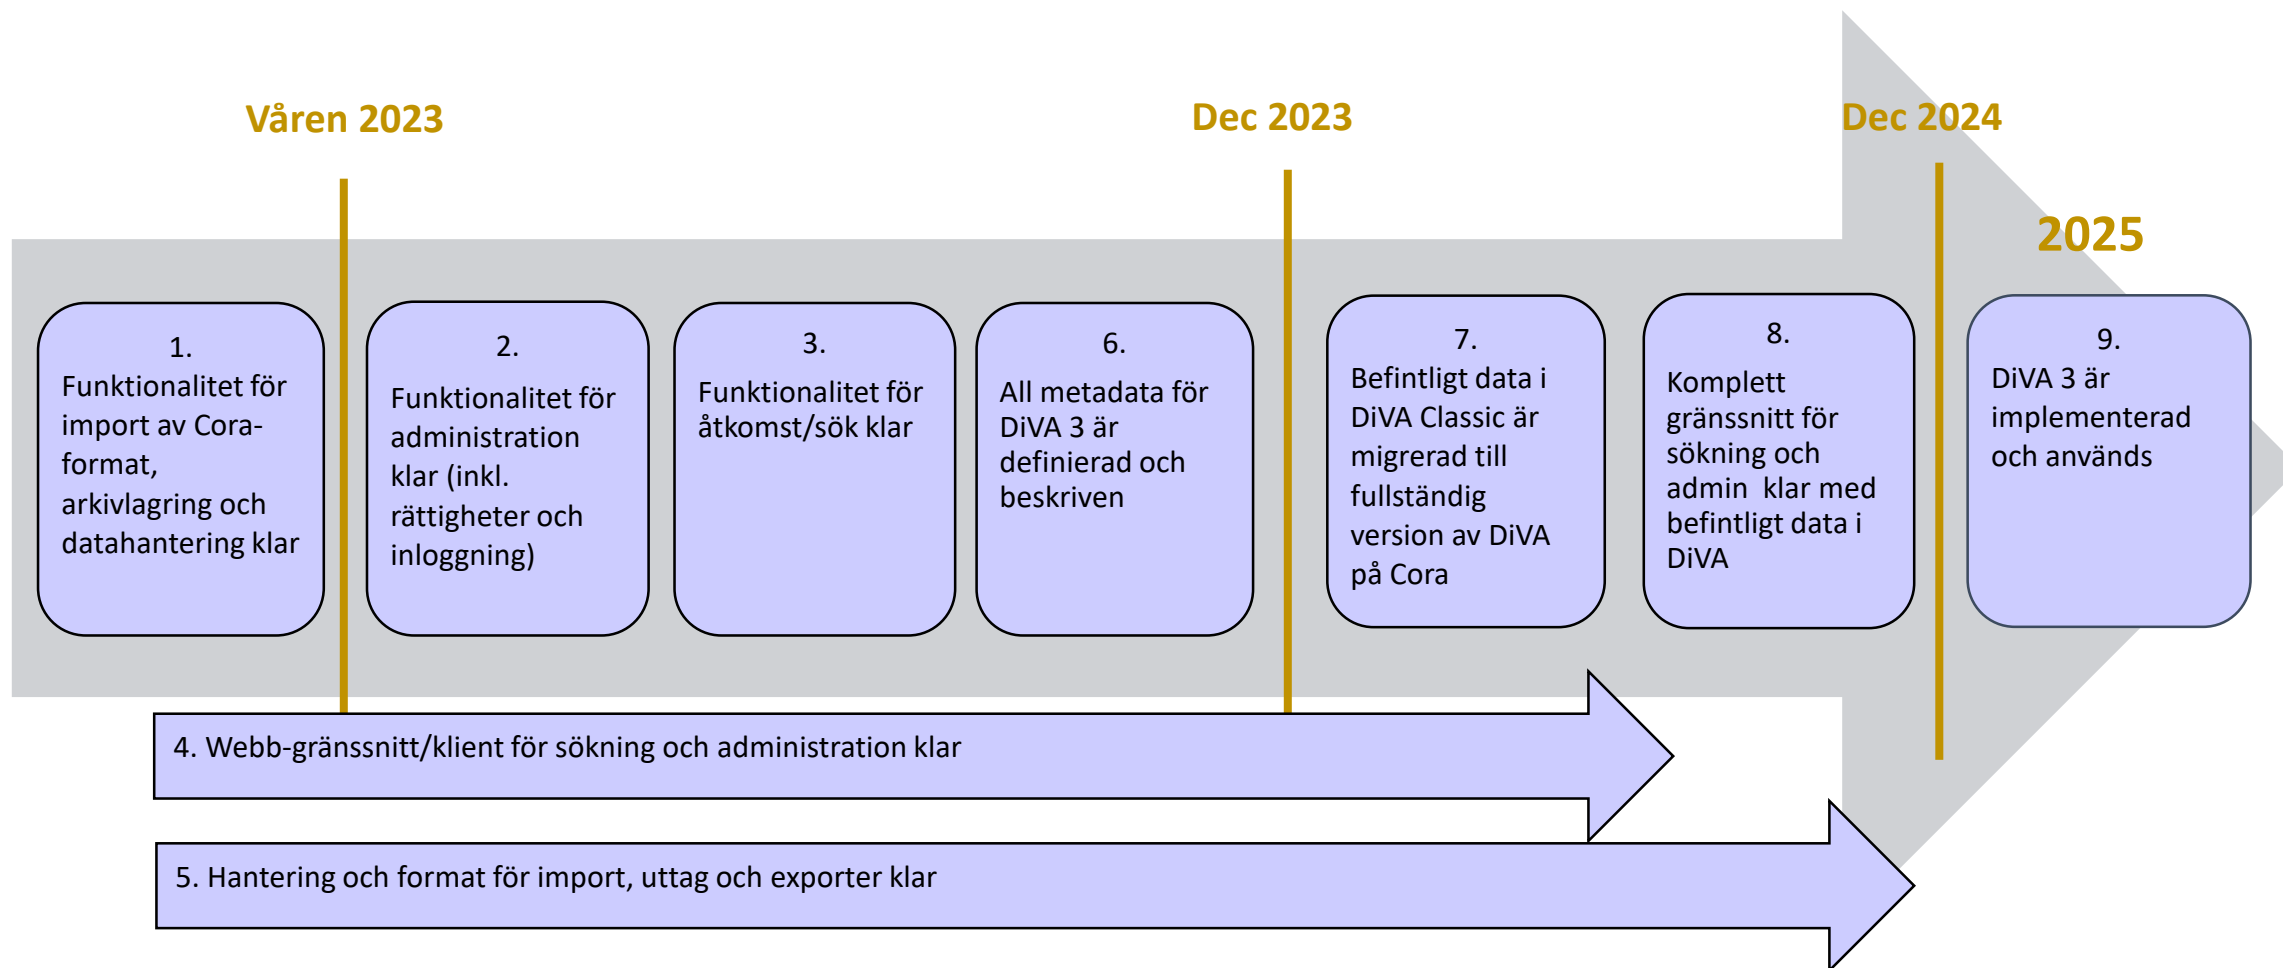 Våren 2023
Dec 2023
Dec 2024
2025
1.
Funktionalitet för
import av Cora-
format,
arkivlagring och
datahantering klar
2.
Funktionalitet för
administration
klar (inkl.
rättigheter och
inloggning)
3.
Funktionalitet för
åtkomst/sök klar
6.
All metadata för
DiVA 3 är
definierad och
beskriven
7.
Befintligt data i
DiVA Classic är
migrerad till
fullständig
version av DiVA
på Cora
8.
Komplett
gränssnitt för
sökning och
admin  klar med
befintligt data i
DiVA
9.
DiVA 3 är
implementerad
och används
4. Webb-gränssnitt/klient för sökning och administration klar
5. Hantering och format för import, uttag och exporter klar